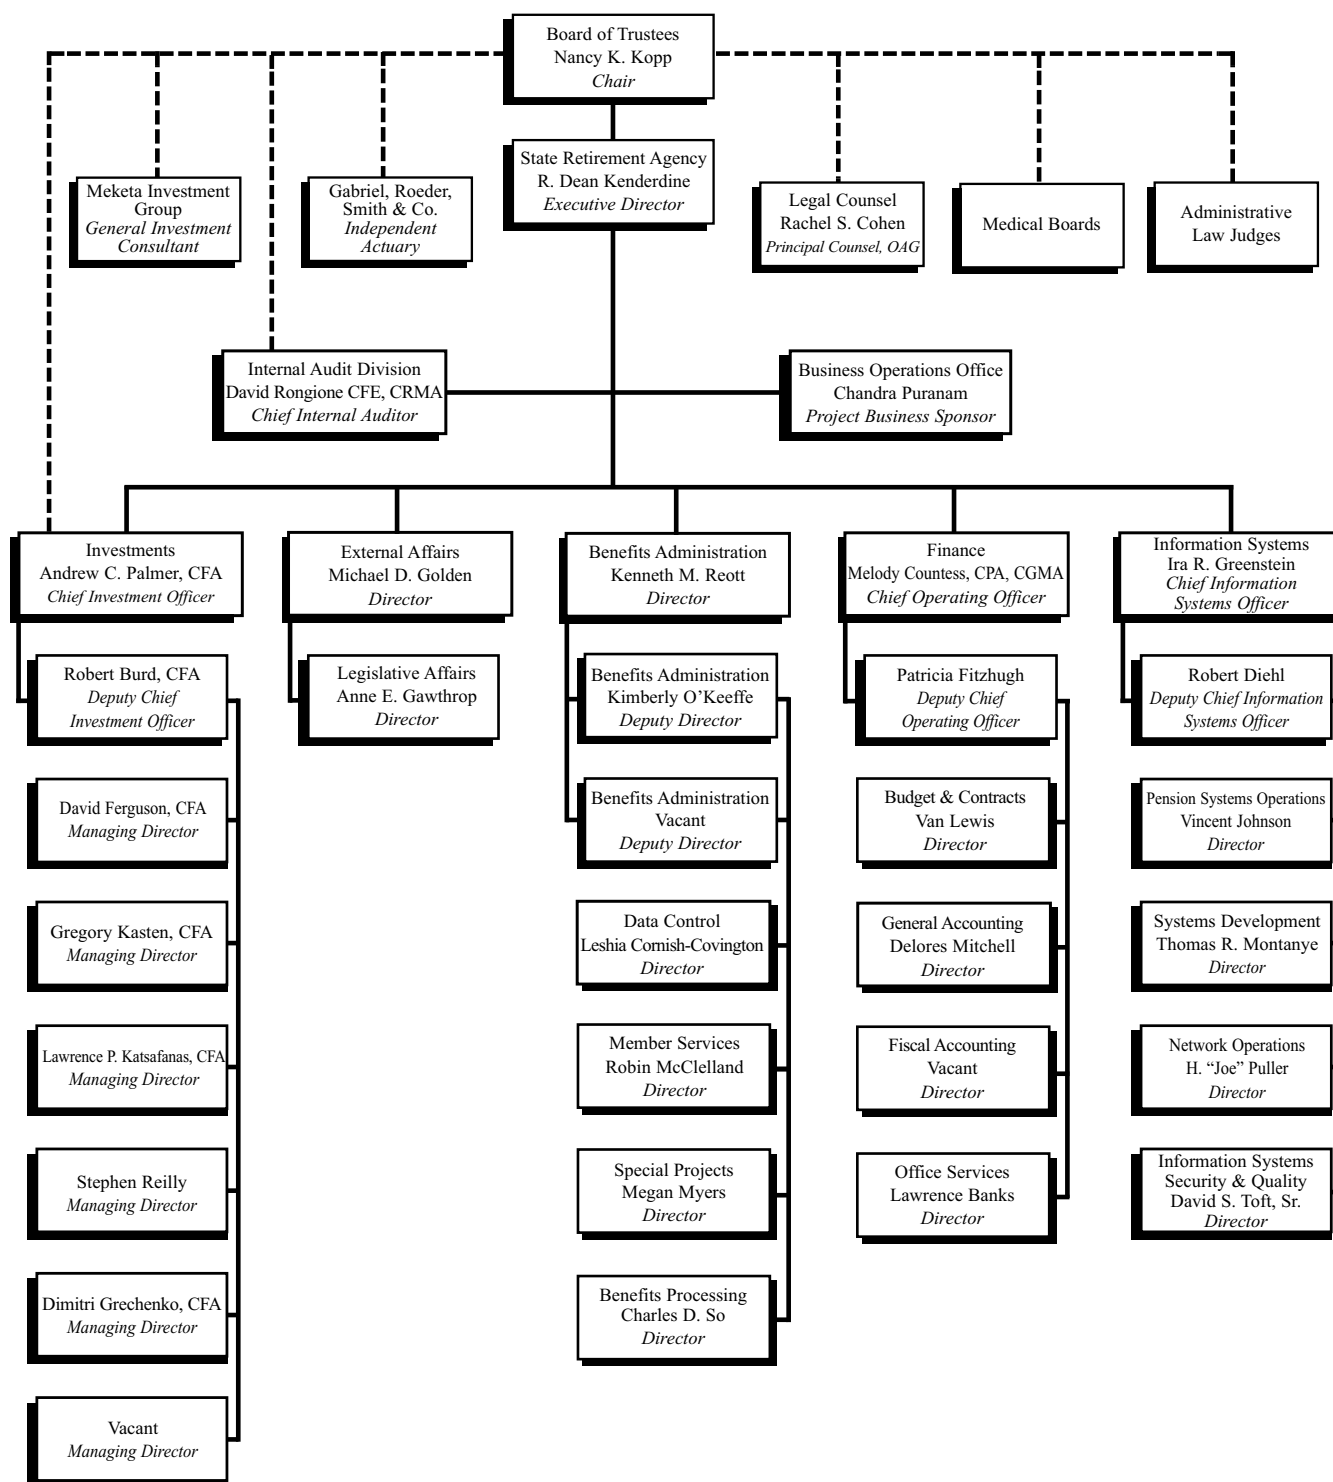 Board of Trustees
Nancy K. Kopp
Chair
State Retirement Agency
R. Dean Kenderdine
Executive Director
Meketa Investment
Group
General Investment
Consultant
Gabriel, Roeder,
Smith & Co.
Independent
Actuary
Legal Counsel
Rachel S. Cohen
Principal Counsel, OAG
Medical Boards
Administrative
Law Judges
Internal Audit Division
David Rongione CFE, CRMA
Chief Internal Auditor
Business Operations Office
Chandra Puranam
Project Business Sponsor
Investments
Andrew C. Palmer, CFA
Chief Investment Officer
Robert Burd, CFA
Deputy Chief
Investment Officer
David Ferguson, CFA
Managing Director
Gregory Kasten, CFA
Managing Director
Lawrence P. Katsafanas, CFA
Managing Director
Stephen Reilly
Managing Director
Dimitri Grechenko, CFA
Managing Director
Vacant
Managing Director
External Affairs
Michael D. Golden
Director
Legislative Affairs
Anne E. Gawthrop
Director
Benefits Administration
Kenneth M. Reott
Director
Benefits Administration
Kimberly O’Keeffe
Deputy Director
Benefits Administration
Vacant
Deputy Director
Data Control
Leshia Cornish-Covington
Director
Member Services
Robin McClelland
Director
Special Projects
Megan Myers
Director
Benefits Processing
Charles D. So
Director
Finance
Melody Countess, CPA, CGMA
Chief Operating Officer
Patricia Fitzhugh
Deputy Chief
Operating Officer
Budget & Contracts
Van Lewis
Director
General Accounting
Delores Mitchell
Director
Fiscal Accounting
Vacant
Director
Office Services
Lawrence Banks
Director
Information Systems
Ira R. Greenstein
Chief Information
Systems Officer
Robert Diehl
Deputy Chief Information
Systems Officer
Pension Systems Operations
Vincent Johnson
Director
Systems Development
Thomas R. Montanye
Director
Network Operations
H. “Joe” Puller
Director
Information Systems
Security & Quality
David S. Toft, Sr.
Director